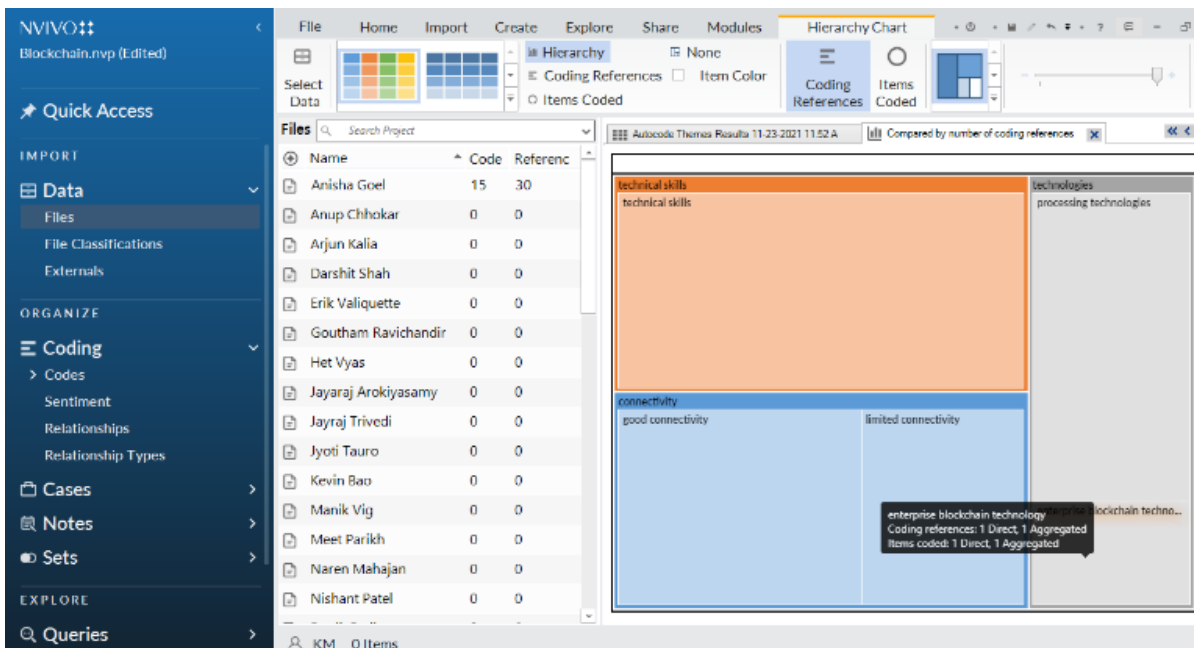 NVIVO
Blockchain.nvp (Edited)
Quick Access
IMPORT
Data
Files
File Classifications
Externals
ORGANIZE
Coding
Codes
Sentiment
Relationships
Relationship Types
Cases
Notes
Sets
EXPLORE
Queries
File Home Import Create Explore Share Modules Hierarchy Chart
Select Data
Hierarchy
Coding References
Items Coded
None
Item Color
Coding References
Items Coded
Files Search Project
Name Code Referenc
Anisha Goel 15 30
Anup Chhokar 0 0
Arjun Kalia 0 0
Darshit Shah 0 0
Erik Valiquette 0 0
Goutham Ravichandir 0 0
Het Vyas 0 0
Jayaraj Arokiyasamy 0 0
Jayraj Trivedi 0 0
Jyoti Tauro 0 0
Kevin Bao 0 0
Manik Vig 0 0
Meet Parikh 0 0
Naren Mahajan 0 0
Nishant Patel 0 0
KM 0 Items
Autocode Themes Results 11-23-2021 11:52 A
Compared by number of coding references
technical skills
technical skills
technologies
processing technologies
connectivity
good connectivity
limited connectivity
enterprise blockchain techno...
enterprise blockchain technology
Coding references: 1 Direct, 1 Aggregated
Items coded: 1 Direct, 1 Aggregated